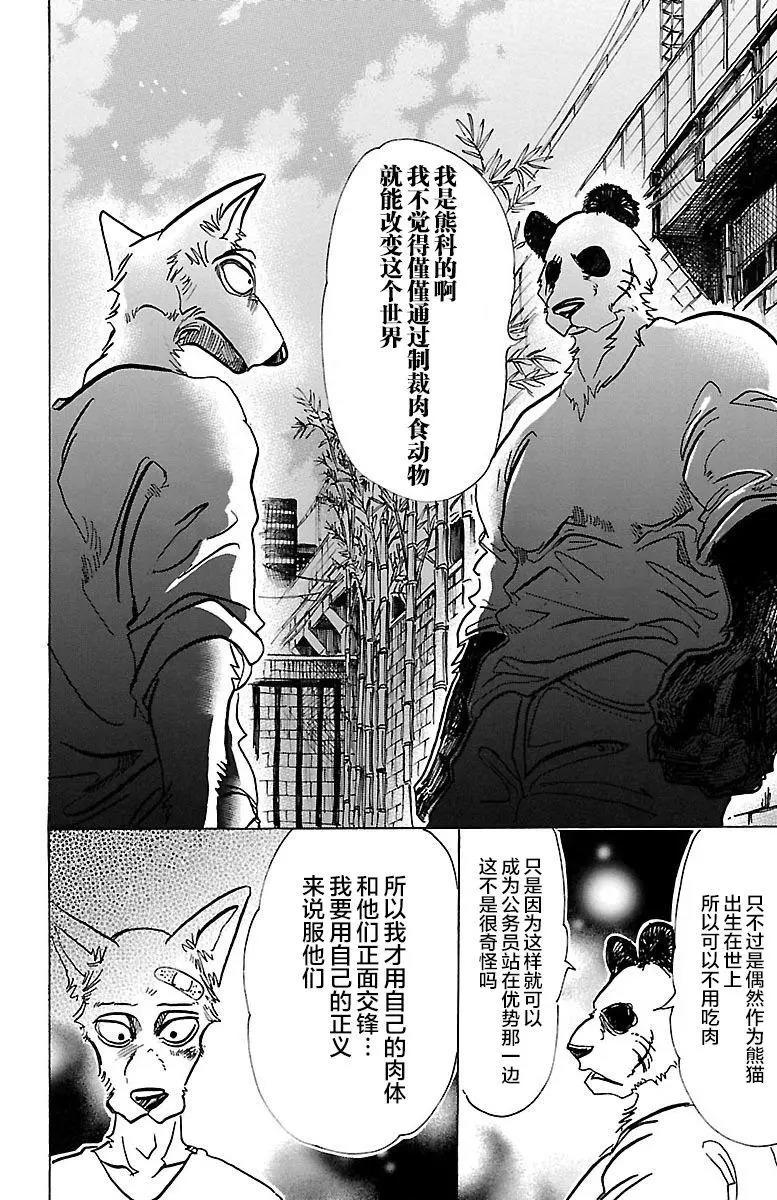 我是熊科的啊
我不觉得仅仅通过制裁肉食动物
就能改变这个世界
只不过是偶然作为熊猫
出生在世上
所以可以不用吃肉
只是因为这样就可以
成为公务员站在优势那一边
这不是很奇怪吗
所以我才用自己的肉体
和他们正面交锋…
我要用自己的正义
来说服他们